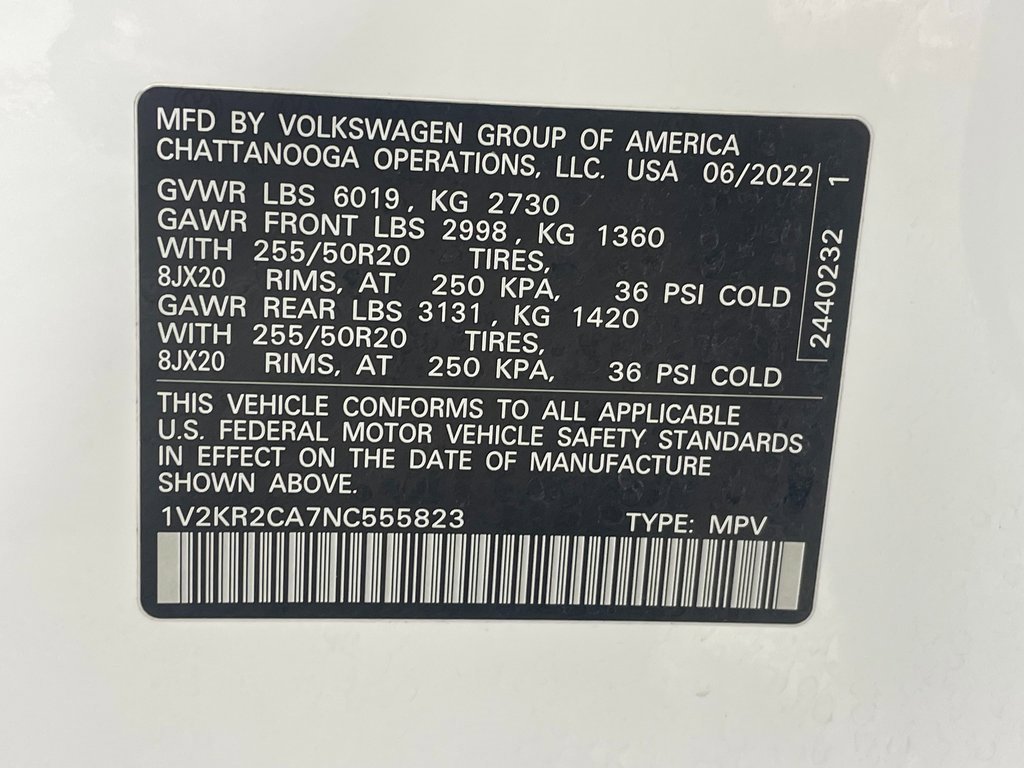 MFD BY VOLKSWAGEN GROUP OF AMERICA
CHATTANOOGA OPERATIONS, LLC. USA 06/2022
GVWR LBS 6019, KG 2730
GAWR FRONT LBS 2998, KG 1360
WITH 255/50R20 TIRES,
8JX20 RIMS, AT 250 KPA, 36 PSI COLD
GAWR REAR LBS 3131, KG 1420
WITH 255/50R20 TIRES,
8JX20 RIMS, AT 250 KPA, 36 PSI COLD
2440232 1
THIS VEHICLE CONFORMS TO ALL APPLICABLE
U.S. FEDERAL MOTOR VEHICLE SAFETY STANDARDS
IN EFFECT ON THE DATE OF MANUFACTURE
SHOWN ABOVE.
1V2KR2CA7NC555823 TYPE: MPV